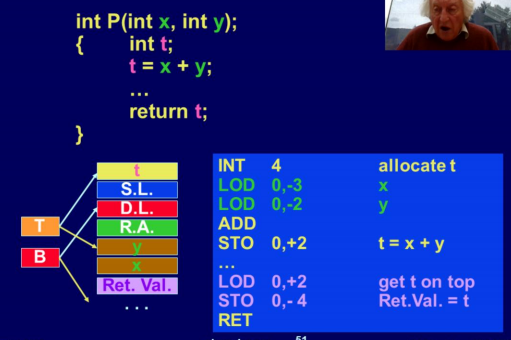 int P(int x, int y);
{ int t;
t = x + y;
...
return t;
}
t
S.L.
D.L.
R.A.
y
x
Ret. Val.
...
T
B
INT 4 allocate t
LOD 0,-3 x
LOD 0,-2 y
ADD
STO 0,+2 t = x + y
...
LOD 0,+2 get t on top
STO 0,- 4 Ret.Val. = t
RET
51